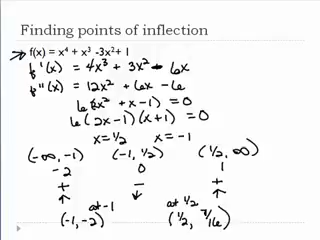 Finding points of inflection
f(x) = x⁴ + x³ -3x² + 1
f'(x) = 4x³ + 3x² - 6x
f"(x) = 12x² + 6x - 6
6(2x² + x - 1) = 0
6(2x - 1)(x + 1) = 0
x = 1/2 x = -1
(-∞, -1) (-1, 1/2) (1/2, ∞)
-2 0 1
+ - +
↑ ↓ ↑
at -1 at 1/2
(-1, -2) (1/2, 7/16)